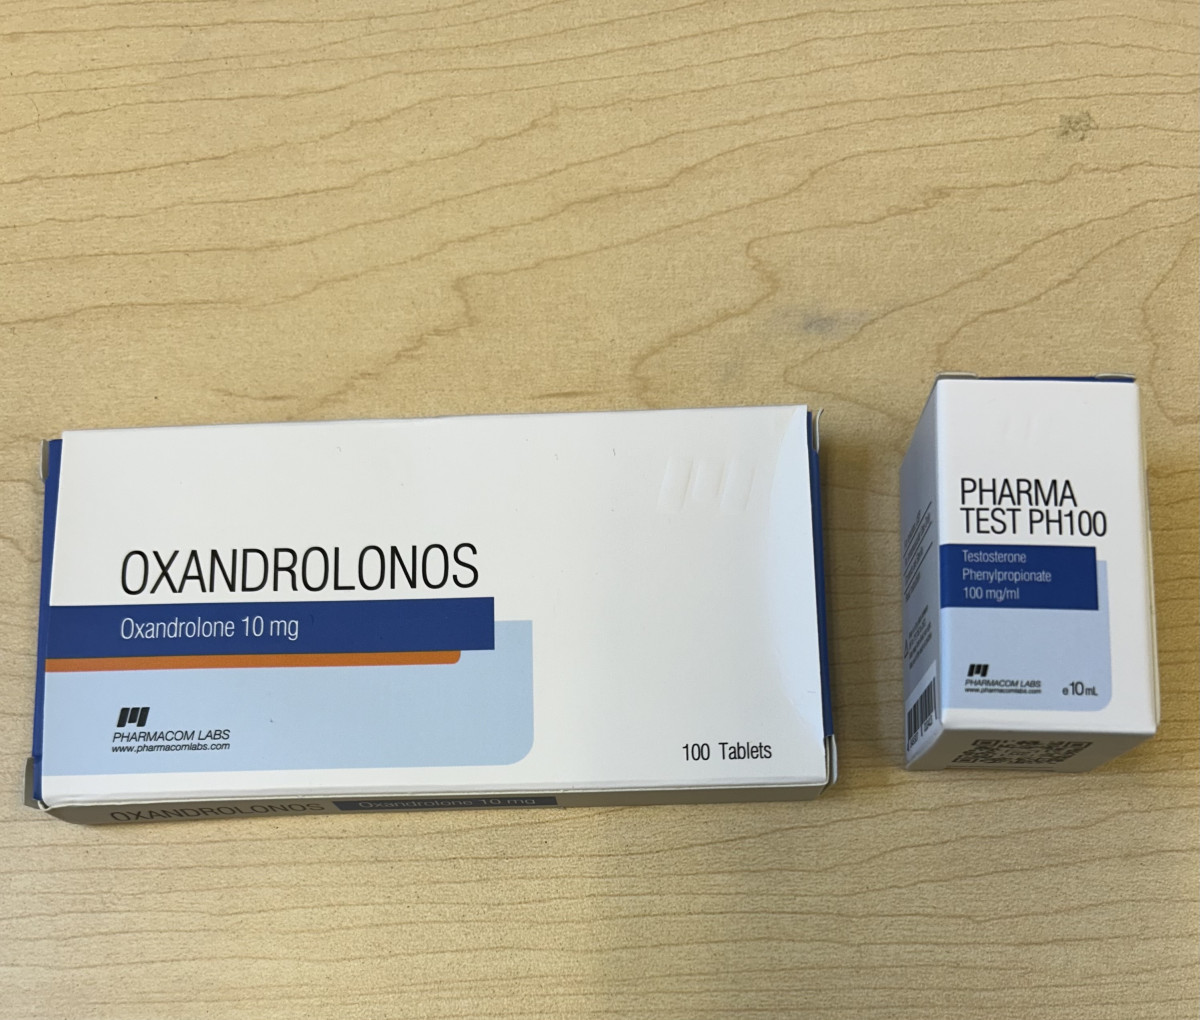 OXANDROLONOS
Oxandrolone 10 mg
PHARMACOM LABS
www.pharmacomlabs.com
100 Tablets
OXANDROLONOS
Oxandrolone 10 mg
PHARMA
TEST PH100
Testosterone
Phenylpropionate
100 mg/ml
PHARMACOM LABS
www.pharmacomlabs.com
e10mL